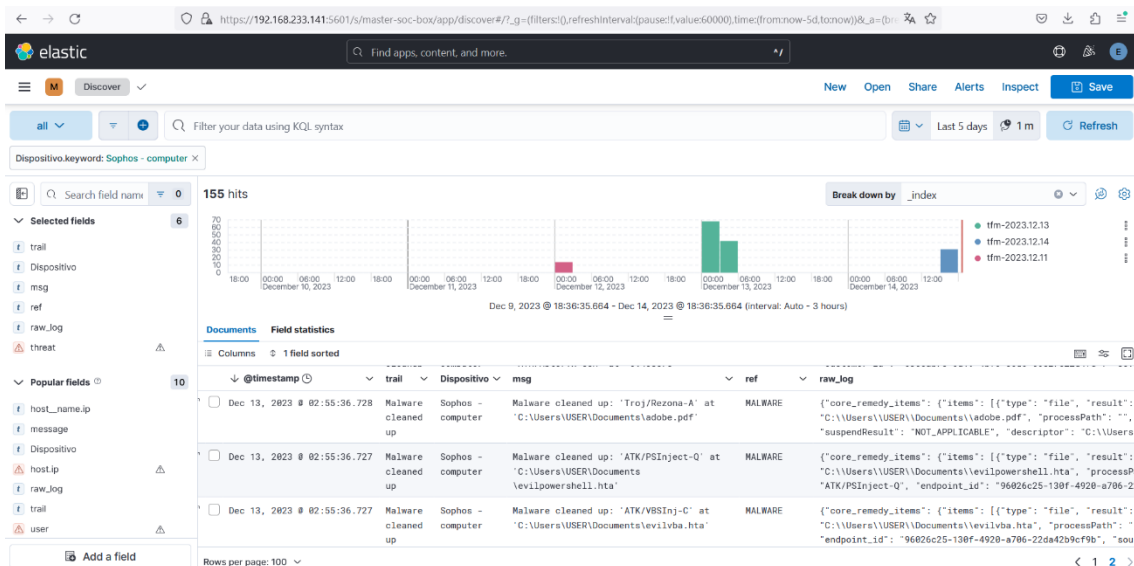 https://192.168.233.141:5601/s/master-soc-box/app/discover#/?_g=(filters:!(),refreshInterval:(pause:!f,value:60000),time:(from:now-5d,to:now))&_a=(bre
elastic
Find apps, content, and more.
^/
E
M
Discover
New
Open
Share
Alerts
Inspect
Save
all
Filter your data using KQL syntax
Last 5 days
1 m
Refresh
Dispositivo.keyword: Sophos - computer ×
Search field name
0
155 hits
Break down by
_index
Selected fields
6
t trail
t Dispositivo
t msg
t ref
t raw_log
threat
70
60
50
40
30
20
10
0
18:00
00:00
06:00
12:00
18:00
00:00
06:00
12:00
18:00
00:00
06:00
12:00
18:00
00:00
06:00
12:00
18:00
00:00
06:00
12:00
December 10, 2023
December 11, 2023
December 12, 2023
December 13, 2023
December 14, 2023
tfm-2023.12.13
tfm-2023.12.14
tfm-2023.12.11
Dec 9, 2023 @ 18:36:35.664 - Dec 14, 2023 @ 18:36:35.664 (interval: Auto - 3 hours)
Documents
Field statistics
Columns
1 field sorted
Popular fields
10
t host__name.ip
t message
t Dispositivo
host.ip
t raw_log
t trail
user
Add a field
@timestamp
trail
Dispositivo
msg
ref
raw_log
Dec 13, 2023 @ 02:55:36.728
Malware
cleaned
up
Sophos -
computer
Malware cleaned up: 'Troj/Rezona-A' at
'C:\Users\USER\Documents\adobe.pdf'
MALWARE
{"core_remedy_items": {"items": [{"type": "file", "result":
"C:\\Users\\USER\\Documents\\adobe.pdf", "processPath": "",
"suspendResult": "NOT_APPLICABLE", "descriptor": "C:\\Users
Dec 13, 2023 @ 02:55:36.727
Malware
cleaned
up
Sophos -
computer
Malware cleaned up: 'ATK/PSInject-Q' at
'C:\Users\USER\Documents
\evilpowershell.hta'
MALWARE
{"core_remedy_items": {"items": [{"type": "file", "result":
"C:\\Users\\USER\\Documents\\evilpowershell.hta", "processP
"ATK/PSInject-Q", "endpoint_id": "96026c25-130f-4920-a706-2
Dec 13, 2023 @ 02:55:36.727
Malware
cleaned
up
Sophos -
computer
Malware cleaned up: 'ATK/VBSInj-C' at
'C:\Users\USER\Documents\evilvba.hta'
MALWARE
{"core_remedy_items": {"items": [{"type": "file", "result":
"C:\\Users\\USER\\Documents\\evilvba.hta", "processPath": "
"endpoint_id": "96026c25-130f-4920-a706-22da42b9cf9b", "sou
Rows per page: 100
1
2